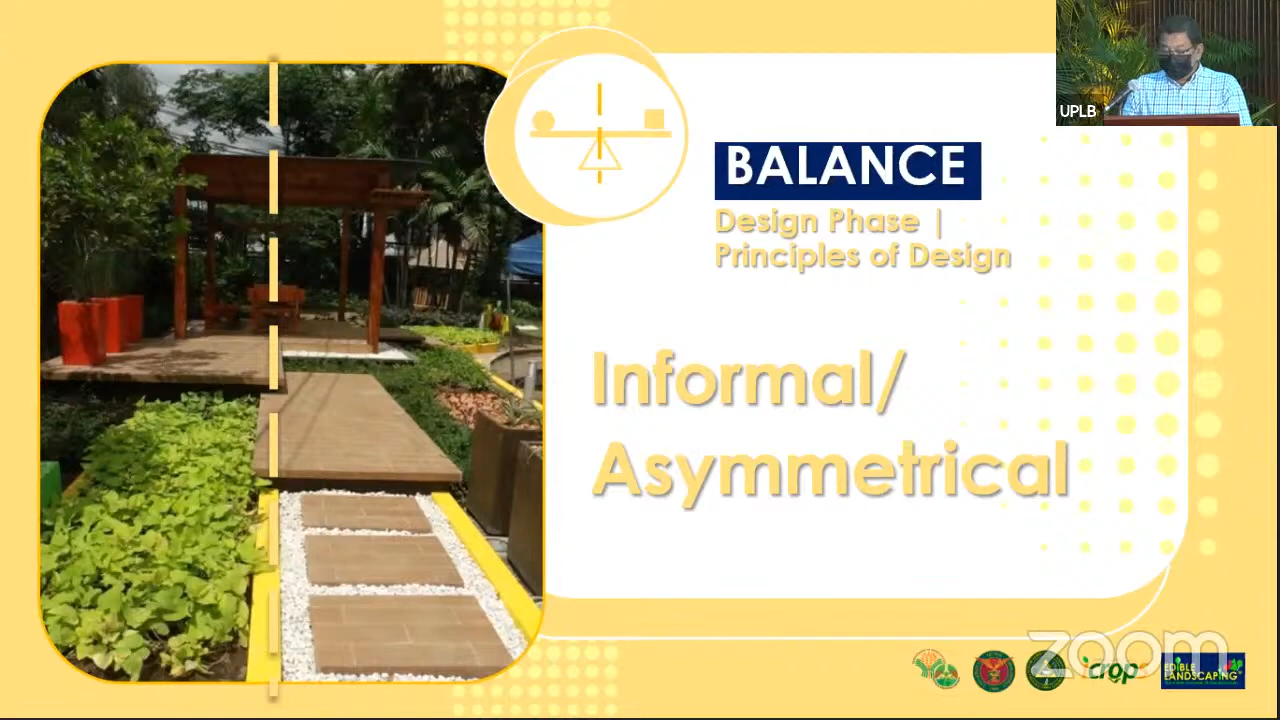 UPLB
BALANCE
Design Phase |
Principles of Design
Informal/
Asymmetrical
zoom
crop
EDIBLE
LANDSCAPING